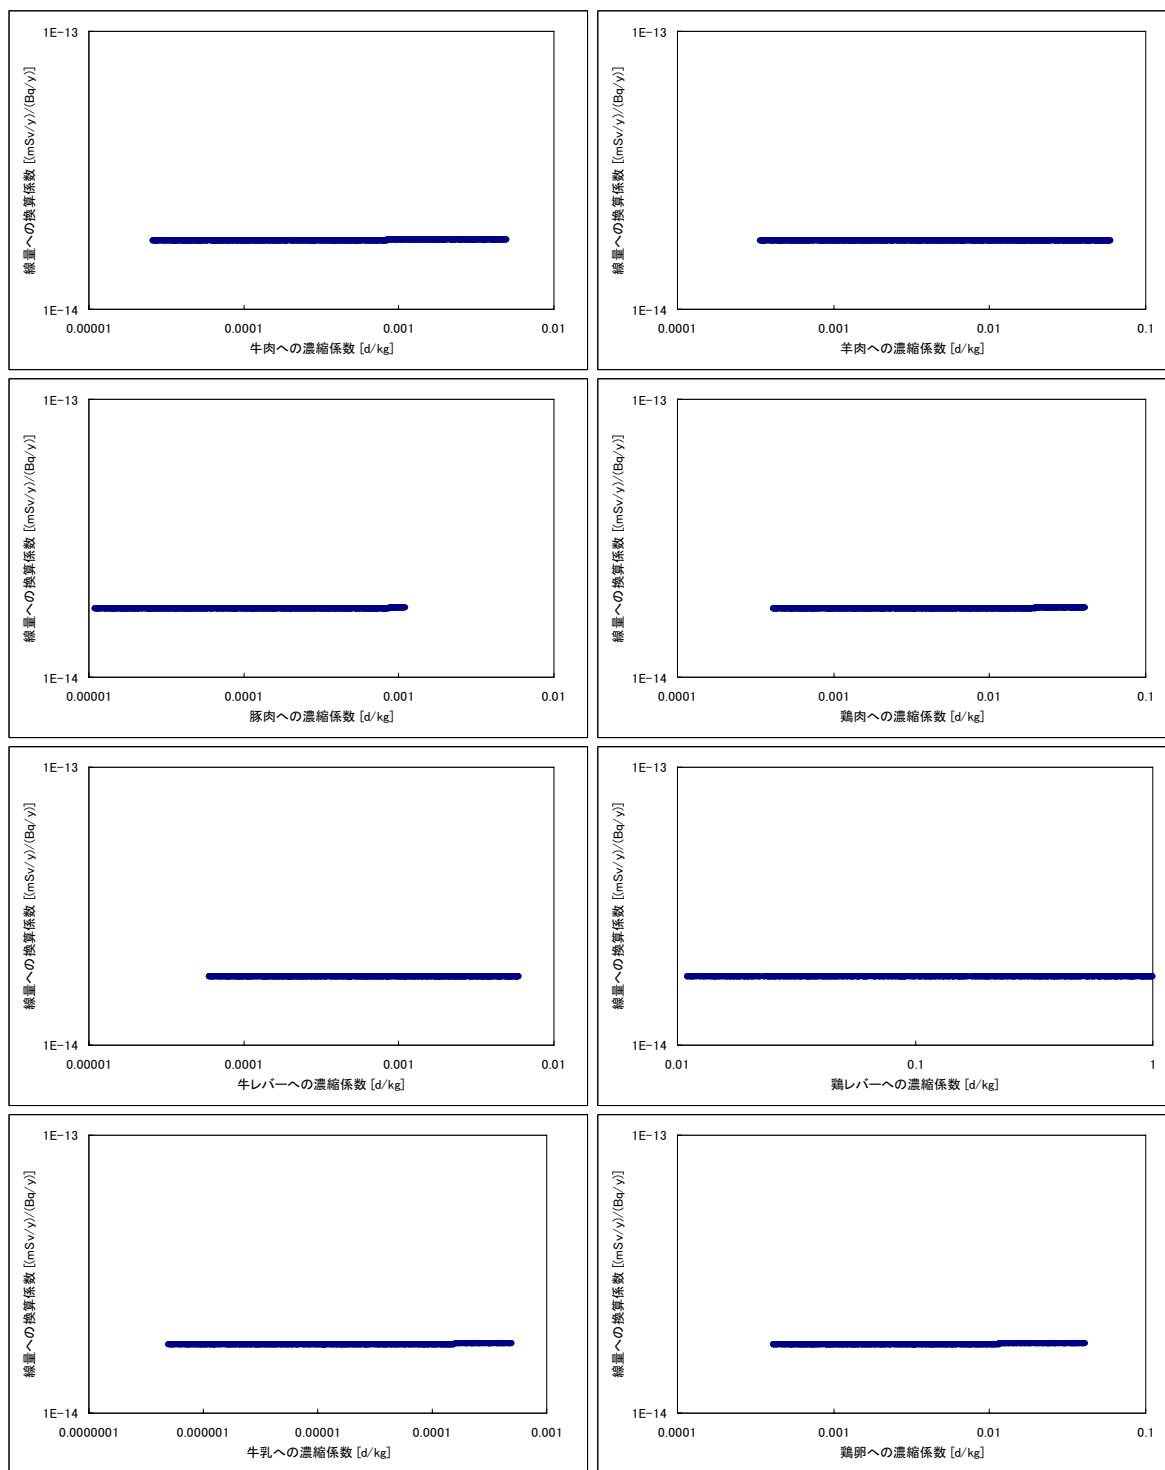 1E-13
線量への換算係数 [(mSv/y)/(Bq/y)]
1E-14
0.00001
0.0001
0.001
0.01
牛肉への濃縮係数 [d/kg]
1E-13
線量への換算係数 [(mSv/y)/(Bq/y)]
1E-14
0.0001
0.001
0.01
0.1
羊肉への濃縮係数 [d/kg]
1E-13
線量への換算係数 [(mSv/y)/(Bq/y)]
1E-14
0.00001
0.0001
0.001
0.01
豚肉への濃縮係数 [d/kg]
1E-13
線量への換算係数 [(mSv/y)/(Bq/y)]
1E-14
0.0001
0.001
0.01
0.1
鶏肉への濃縮係数 [d/kg]
1E-13
線量への換算係数 [(mSv/y)/(Bq/y)]
1E-14
0.00001
0.0001
0.001
0.01
牛レバーへの濃縮係数 [d/kg]
1E-13
線量への換算係数 [(mSv/y)/(Bq/y)]
1E-14
0.01
0.1
1
鶏レバーへの濃縮係数 [d/kg]
1E-13
線量への換算係数 [(mSv/y)/(Bq/y)]
1E-14
0.0000001
0.000001
0.00001
0.0001
0.001
牛乳への濃縮係数 [d/kg]
1E-13
線量への換算係数 [(mSv/y)/(Bq/y)]
1E-14
0.0001
0.001
0.01
0.1
鶏卵への濃縮係数 [d/kg]